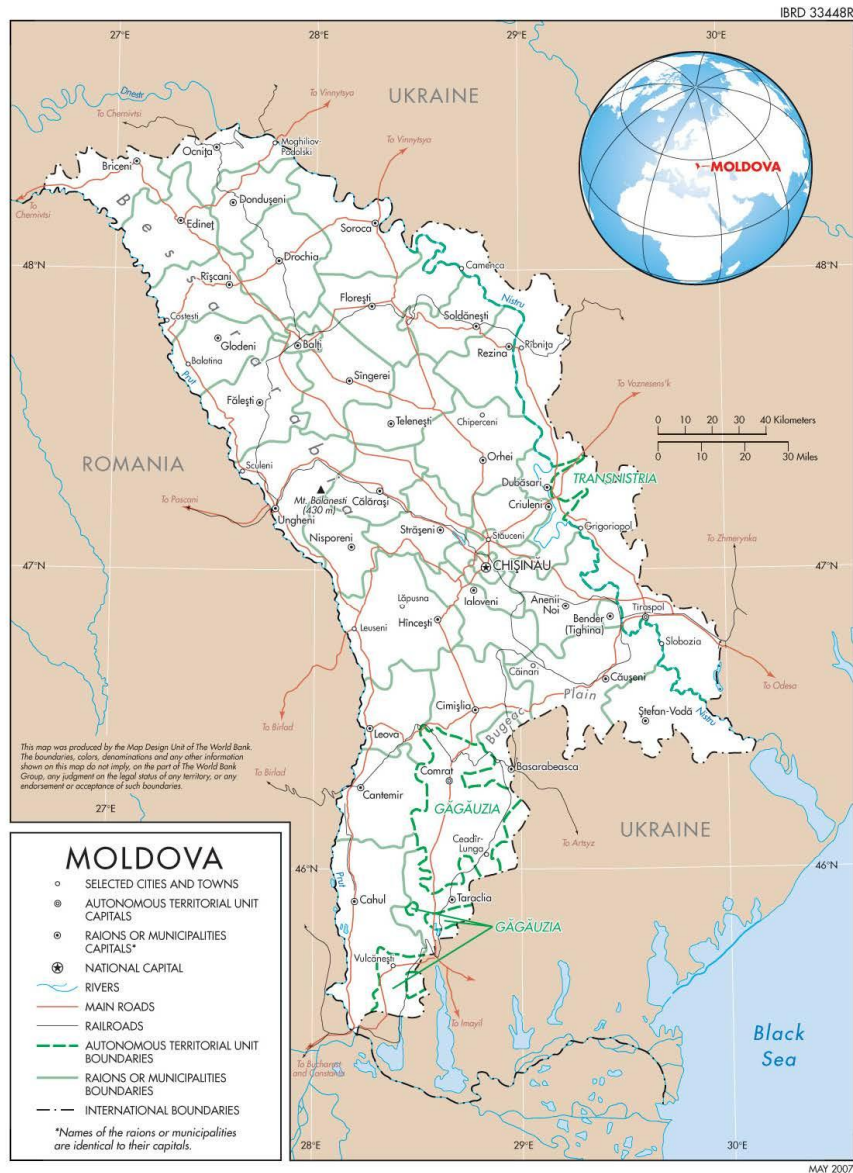 IBRD 33448R
27°E
28°E
29°E
30°E
Dnestr
To Vinnytsya
UKRAINE
To Chernivtsi
Moghiliov-
Podolski
To Vinnytsya
Ocniţa
Briceni
MOLDOVA
To
Chernivtsi
Donduşeni
Edineţ
Soroca
Bessarabia
Drochia
Camenca
48°N
48°N
Rîşcani
Nistru
Floreşti
Costesti
Soldăneşti
Glodeni
Balţi
Rezina
Rîbniţa
Balatina
Prut
Singerei
To Voznesens'k
Făleşti
0 10 20 30 40 Kilometers
0 10 20 30 Miles
Teleneşti
Chiperceni
ROMANIA
Sculeni
Orhei
TRANSNISTRIA
Dubăsari
Mt. Bălăneşti
(430 m)
Călăraşi
Criuleni
To Pascani
Ungheni
Grigoriopol
Nisporeni
Străşeni
Stăuceni
To Zhmerynka
47°N
47°N
CHIŞINĂU
Lăpusna
Ialoveni
Anenii
Noi
Tiraspol
Hînceşti
Bender
(Tighina)
Leuseni
Slobozia
Căinari
Căuşeni
To Odesa
Plain
Cimişlia
Ştefan-Vodă
To Bîrlad
Leova
Bugeac
Nistru
This map was produced by the Map Design Unit of The World Bank.
The boundaries, colors, denominations and any other information
shown on this map do not imply, on the part of The World Bank
Group, any judgment on the legal status of any territory, or any
endorsement or acceptance of such boundaries.
To Bîrlad
Comrat
Basarabeasca
Cantemir
27°E
GĂGĂUZIA
To Artsyz
UKRAINE
Ceadîr-
Lunga
46°N
46°N
Prut
Cahul
Taraclia
GĂGĂUZIA
Vulcăneşti
To Imayil
To Bucharest
and Constanta
Black
Sea
MOLDOVA
SELECTED CITIES AND TOWNS
AUTONOMOUS TERRITORIAL UNIT
CAPITALS
RAIONS OR MUNICIPALITIES
CAPITALS*
NATIONAL CAPITAL
RIVERS
MAIN ROADS
RAILROADS
AUTONOMOUS TERRITORIAL UNIT
BOUNDARIES
RAIONS OR MUNICIPALITIES
BOUNDARIES
INTERNATIONAL BOUNDARIES
*Names of the raions or municipalities
are identical to their capitals.
28°E
29°E
30°E
MAY 2007